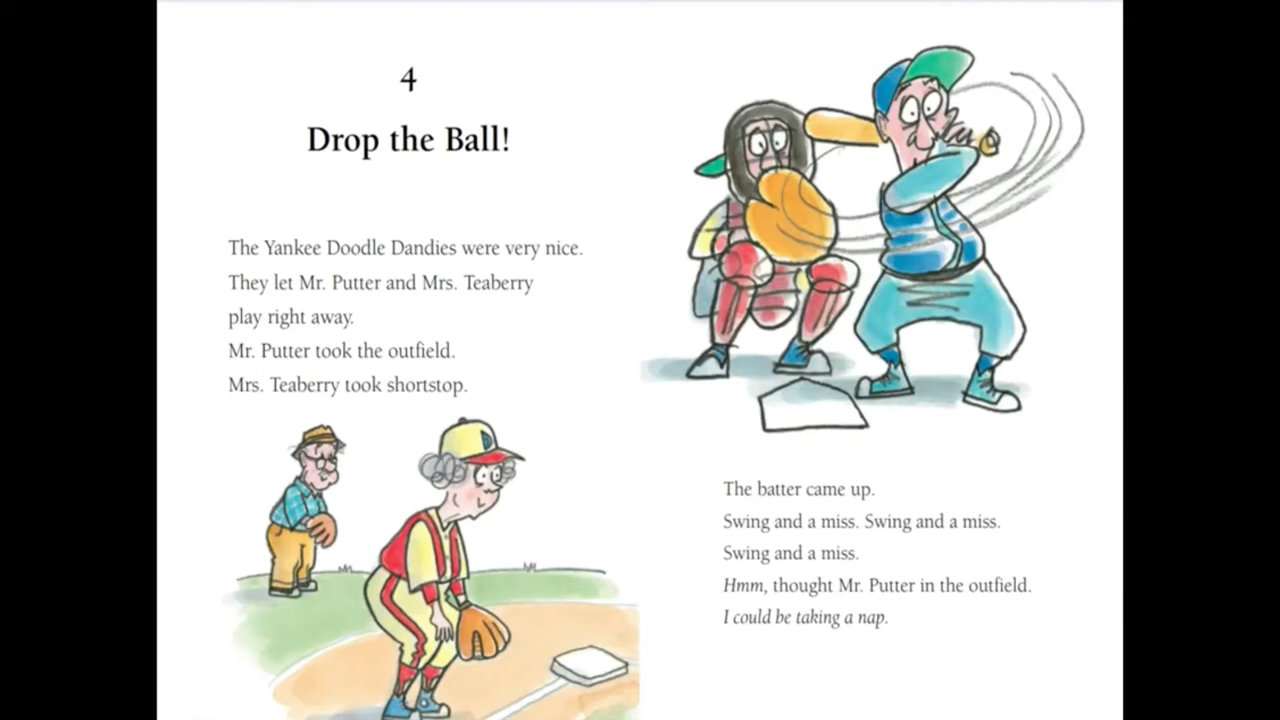 4
Drop the Ball!
The Yankee Doodle Dandies were very nice.
They let Mr. Putter and Mrs. Teaberry
play right away.
Mr. Putter took the outfield.
Mrs. Teaberry took shortstop.
The batter came up.
Swing and a miss. Swing and a miss.
Swing and a miss.
Hmm, thought Mr. Putter in the outfield.
I could be taking a nap.